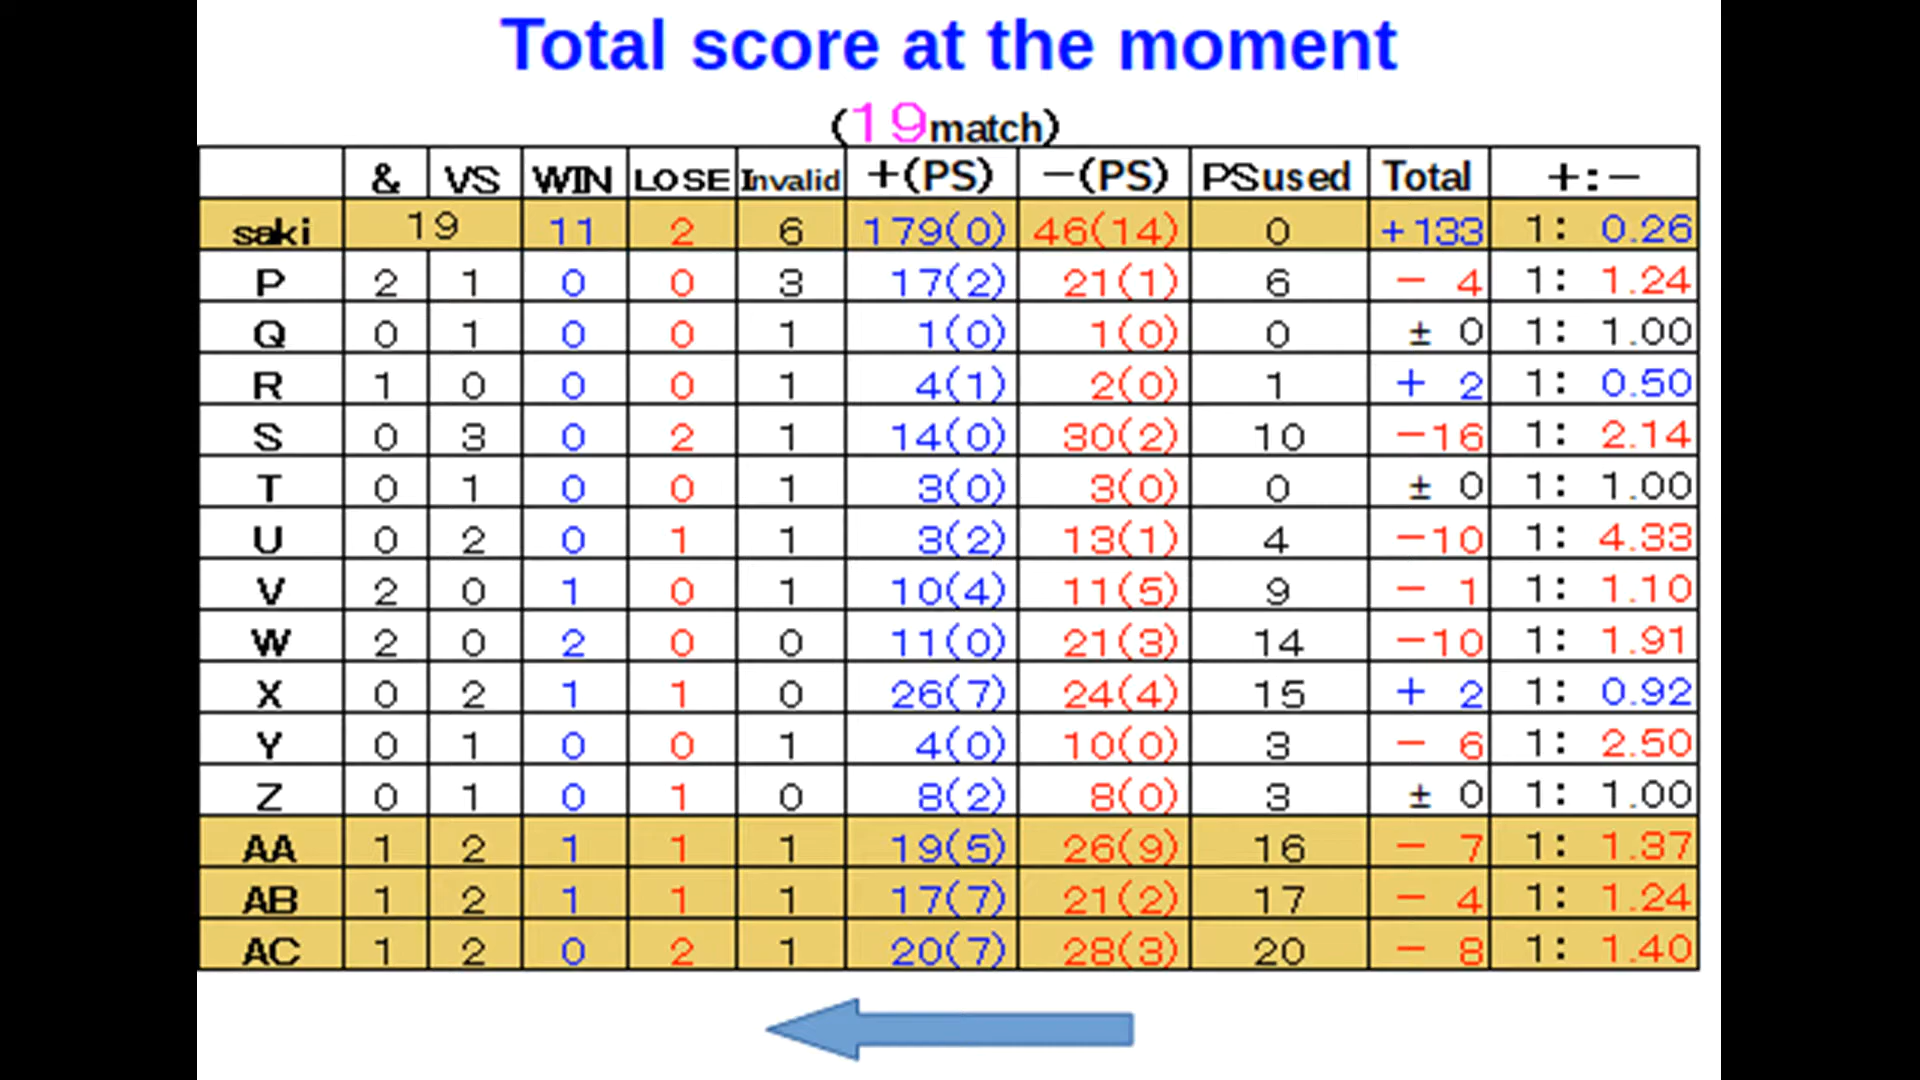 Total score at the moment
(19match)
& VS WIN LOSE Invalid +(PS) −(PS) PSused Total +:−
saki 19 11 2 6 179(0) 46(14) 0 +133 1: 0.26
P 2 1 0 0 3 17(2) 21(1) 6 − 4 1: 1.24
Q 0 1 0 0 1 1(0) 1(0) 0 ± 0 1: 1.00
R 1 0 0 0 1 4(1) 2(0) 1 + 2 1: 0.50
S 0 3 0 2 1 14(0) 30(2) 10 −16 1: 2.14
T 0 1 0 0 1 3(0) 3(0) 0 ± 0 1: 1.00
U 0 2 0 1 1 3(2) 13(1) 4 −10 1: 4.33
V 2 0 1 0 1 10(4) 11(5) 9 − 1 1: 1.10
W 2 0 2 0 0 11(0) 21(3) 14 −10 1: 1.91
X 0 2 1 1 0 26(7) 24(4) 15 + 2 1: 0.92
Y 0 1 0 0 1 4(0) 10(0) 3 − 6 1: 2.50
Z 0 1 0 1 0 8(2) 8(0) 3 ± 0 1: 1.00
AA 1 2 1 1 1 19(5) 26(9) 16 − 7 1: 1.37
AB 1 2 1 1 1 17(7) 21(2) 17 − 4 1: 1.24
AC 1 2 0 2 1 20(7) 28(3) 20 − 8 1: 1.40